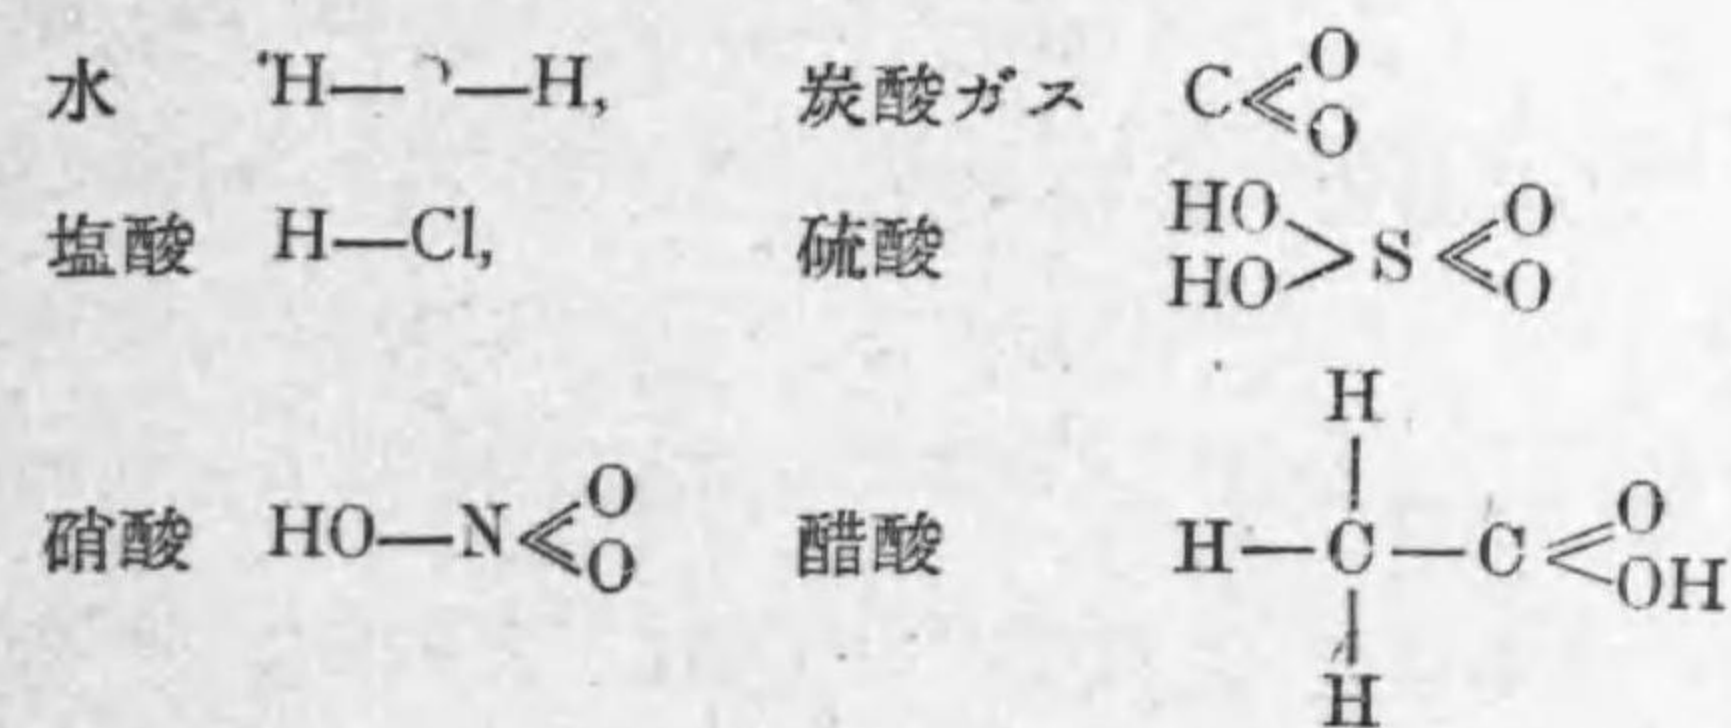 水 H— —H, 炭酸ガス C<O O
塩酸 H—Cl, 硫酸 HO HO>S<O O
硝酸 HO—N<O O 醋酸 H H—C—C<O OH H